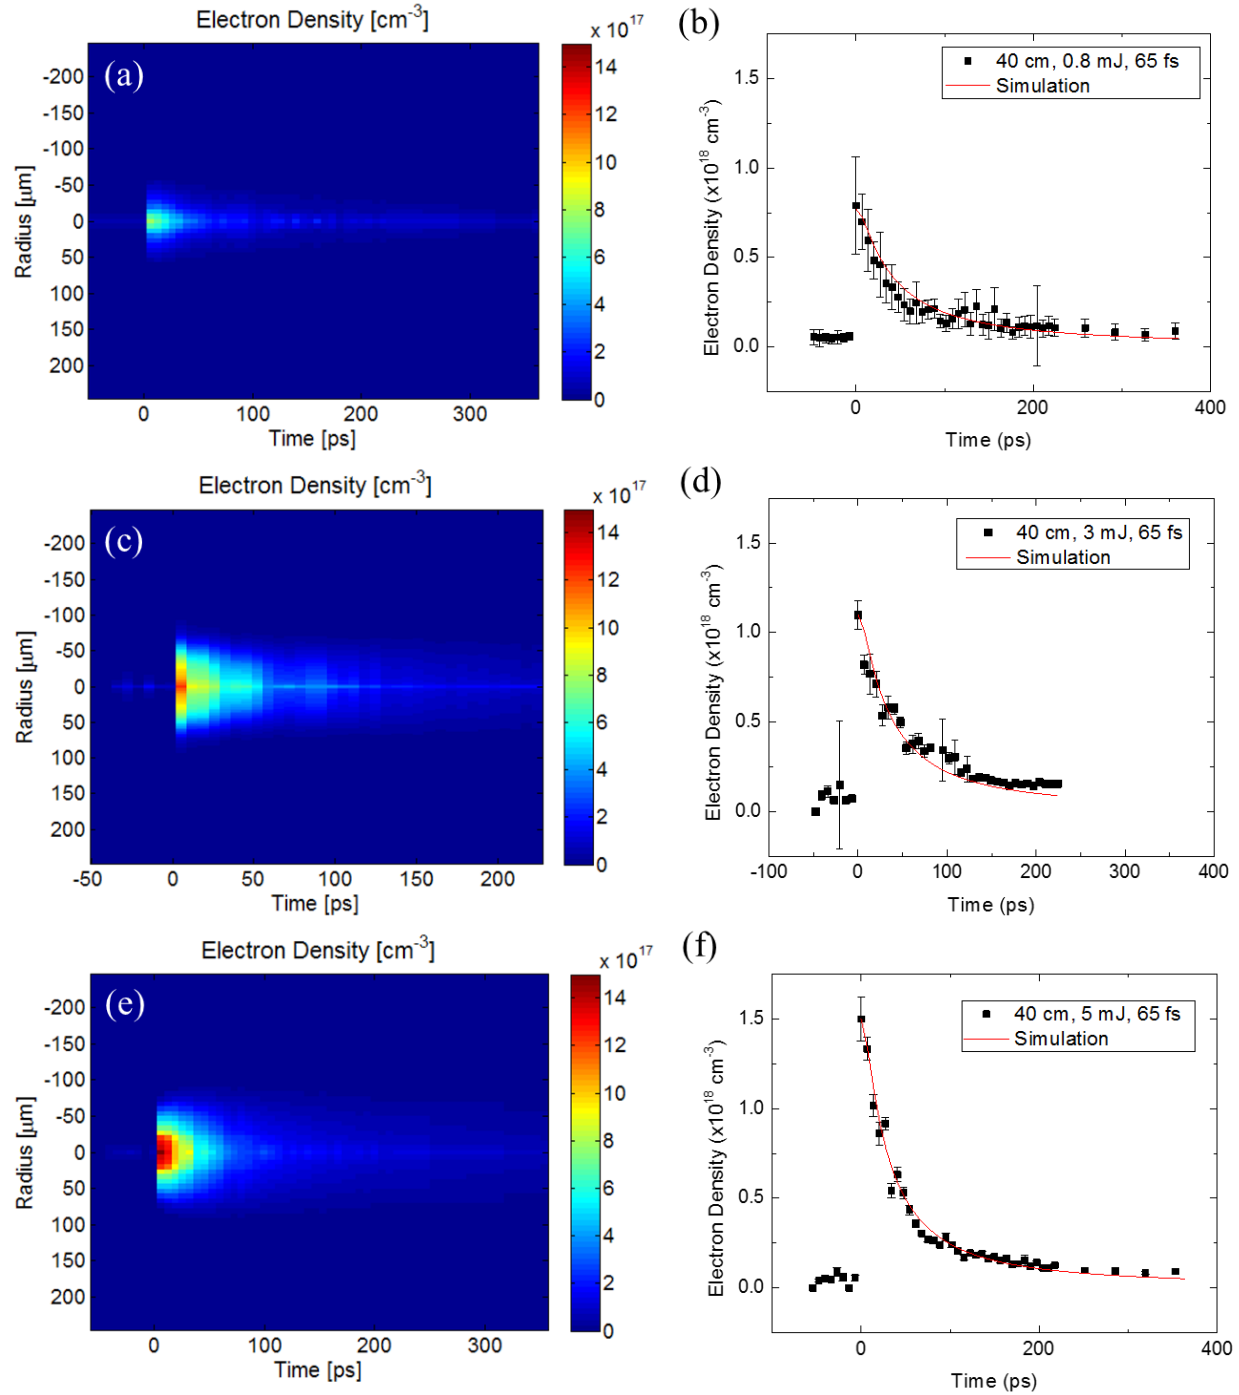 Electron Density [cm-3]
x 10^17
(a)
-200
-150
-100
-50
0
50
100
150
200
Radius [µm]
0
100
200
300
Time [ps]
14
12
10
8
6
4
2
0
(b)
40 cm, 0.8 mJ, 65 fs
Simulation
1.5
1.0
0.5
0.0
Electron Density (x10^18 cm^-3)
0
200
400
Time (ps)
Electron Density [cm-3]
x 10^17
(c)
-200
-150
-100
-50
0
50
100
150
200
Radius [µm]
-50
0
50
100
150
200
Time [ps]
14
12
10
8
6
4
2
0
(d)
40 cm, 3 mJ, 65 fs
Simulation
1.5
1.0
0.5
0.0
Electron Density (x10^18 cm^-3)
-100
0
100
200
300
400
Time (ps)
Electron Density [cm-3]
x 10^17
(e)
-200
-150
-100
-50
0
50
100
150
200
Radius [µm]
0
100
200
300
Time [ps]
14
12
10
8
6
4
2
0
(f)
40 cm, 5 mJ, 65 fs
Simulation
1.5
1.0
0.5
0.0
Electron Density (x10^18 cm^-3)
0
200
400
Time (ps)